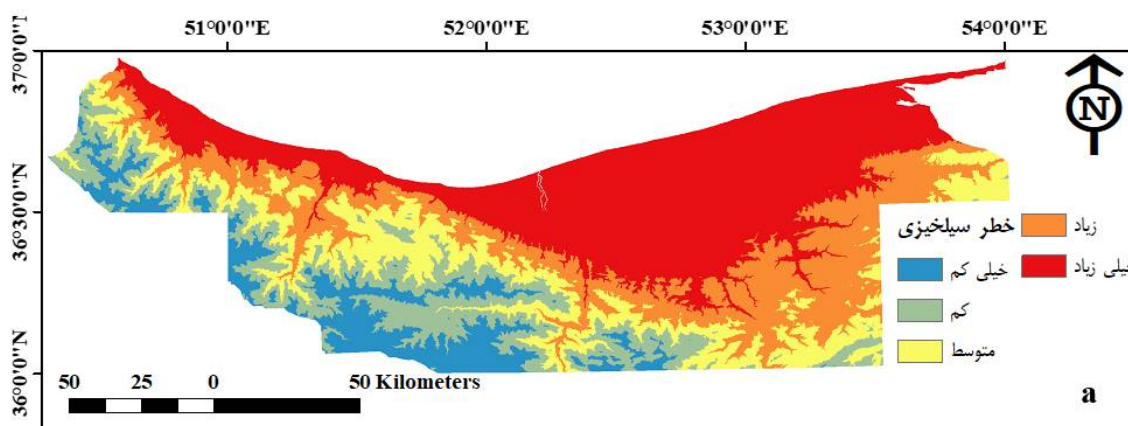 51°0'0"E
52°0'0"E
53°0'0"E
54°0'0"E
37°0'0"N
36°30'0"N
36°0'0"N
N
خطر سیلخیزی
خیلی کم
کم
متوسط
زیاد
خیلی زیاد
50 25 0 50 Kilometers
a